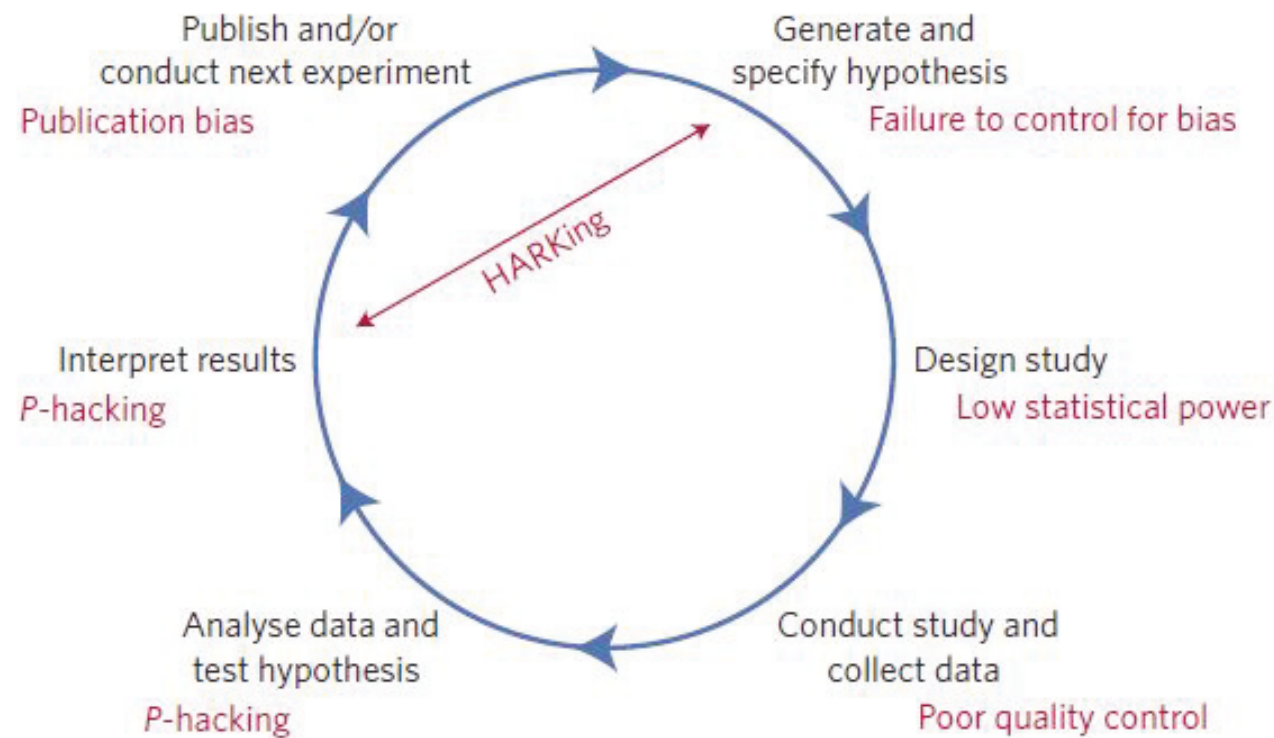 Publish and/or
conduct next experiment
Publication bias
Generate and
specify hypothesis
Failure to control for bias
HARKing
Interpret results
P-hacking
Design study
Low statistical power
Analyse data and
test hypothesis
P-hacking
Conduct study and
collect data
Poor quality control